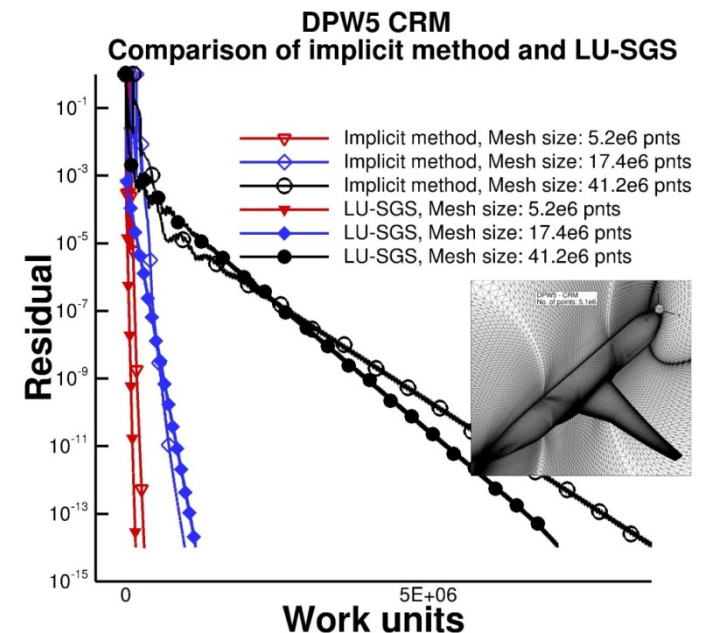 DPW5 CRM
Comparison of implicit method and LU-SGS
10-1
10-3
10-5
10-7
10-9
10-11
10-13
10-15
Residual
Implicit method, Mesh size: 5.2e6 pnts
Implicit method, Mesh size: 17.4e6 pnts
Implicit method, Mesh size: 41.2e6 pnts
LU-SGS, Mesh size: 5.2e6 pnts
LU-SGS, Mesh size: 17.4e6 pnts
LU-SGS, Mesh size: 41.2e6 pnts
DPW5 - CRM
No. of points: 5.1e6
0 5E+06
Work units